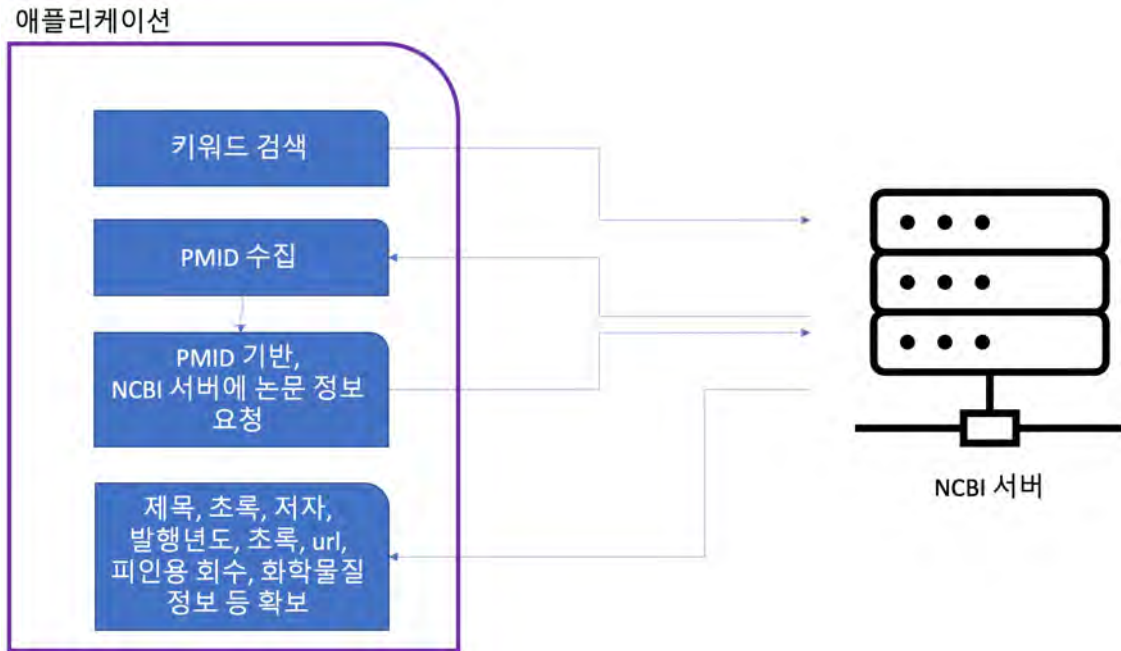 애플리케이션
키워드 검색
PMID 수집
PMID 기반,
NCBI 서버에 논문 정보
요청
제목, 초록, 저자,
발행년도, 초록, url,
피인용 회수, 화학물질
정보 등 확보
NCBI 서버